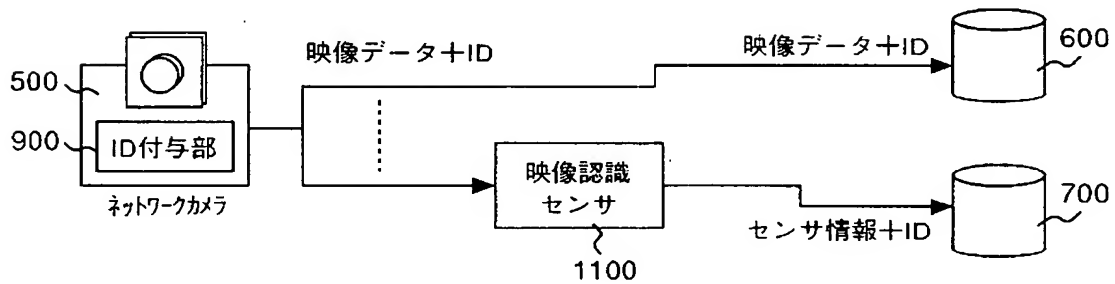 映像データ+ID
映像データ+ID
600
500
900
ID付与部
ネットワークカメラ
映像認識
センサ
1100
センサ情報+ID
700